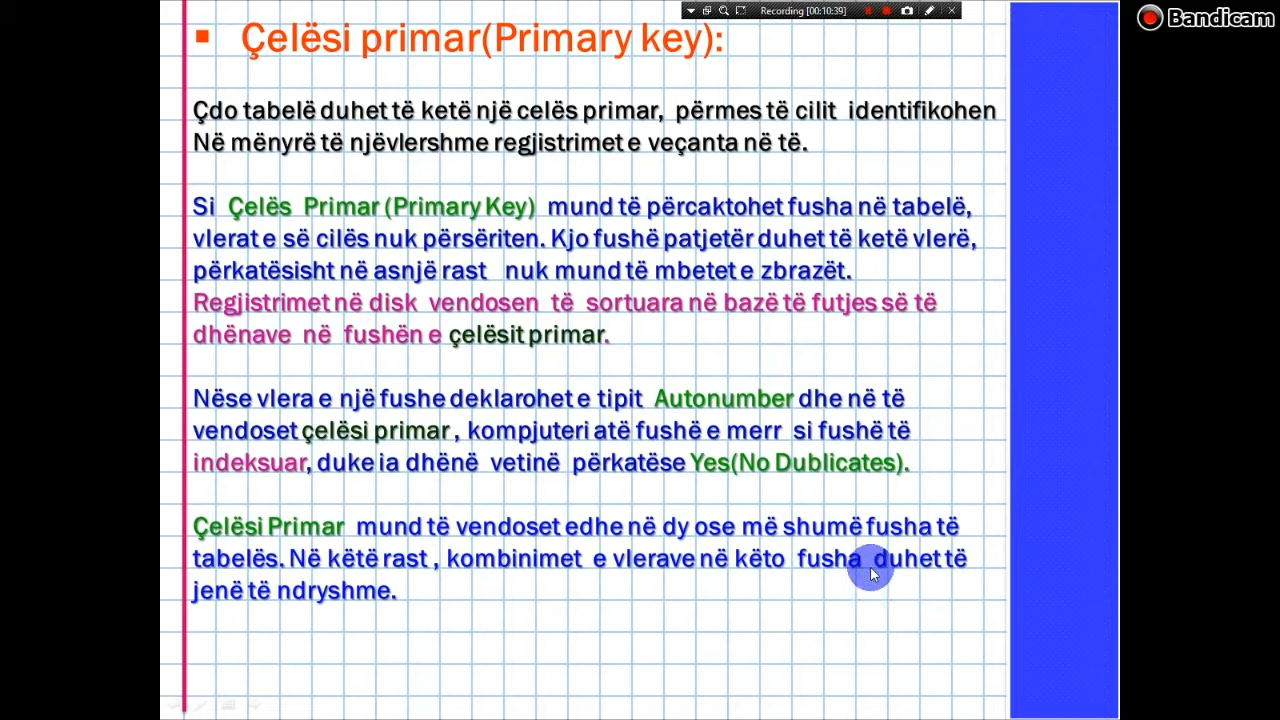 Recording [00:10:39]
Bandicam
▪ Çelësi primar(Primary key):
Çdo tabelë duhet të ketë një celës primar, përmes të cilit identifikohen
Në mënyrë të njëvlershme regjistrimet e veçanta në të.
Si Çelës Primar (Primary Key) mund të përcaktohet fusha në tabelë,
vlerat e së cilës nuk përsëriten. Kjo fushë patjetër duhet të ketë vlerë,
përkatësisht në asnjë rast nuk mund të mbetet e zbrazët.
Regjistrimet në disk vendosen të sortuara në bazë të futjes së të
dhënave në fushën e çelësit primar.
Nëse vlera e një fushe deklarohet e tipit Autonumber dhe në të
vendoset çelësi primar , kompjuteri atë fushë e merr si fushë të
indeksuar, duke ia dhënë vetinë përkatëse Yes(No Dublicates).
Çelësi Primar mund të vendoset edhe në dy ose më shumë fusha të
tabelës. Në këtë rast , kombinimet e vlerave në këto fusha duhet të
jenë të ndryshme.